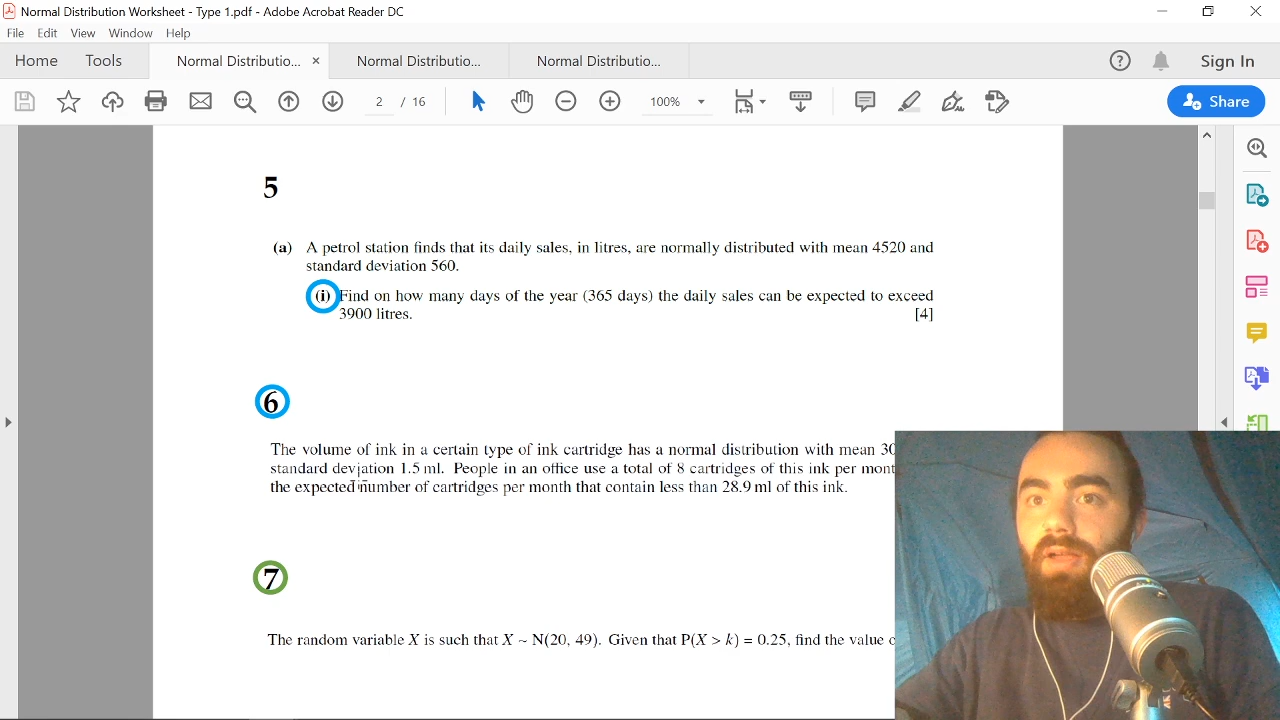 Normal Distribution Worksheet - Type 1.pdf - Adobe Acrobat Reader DC
File Edit View Window Help
Home Tools Normal Distributio... × Normal Distributio... Normal Distributio... Sign In
2 / 16 100% Share
5
(a) A petrol station finds that its daily sales, in litres, are normally distributed with mean 4520 and
standard deviation 560.
(i) Find on how many days of the year (365 days) the daily sales can be expected to exceed
3900 litres. [4]
6
The volume of ink in a certain type of ink cartridge has a normal distribution with mean 30
standard deviation 1.5 ml. People in an office use a total of 8 cartridges of this ink per mont
the expected number of cartridges per month that contain less than 28.9 ml of this ink.
7
The random variable X is such that X ~ N(20, 49). Given that P(X > k) = 0.25, find the value